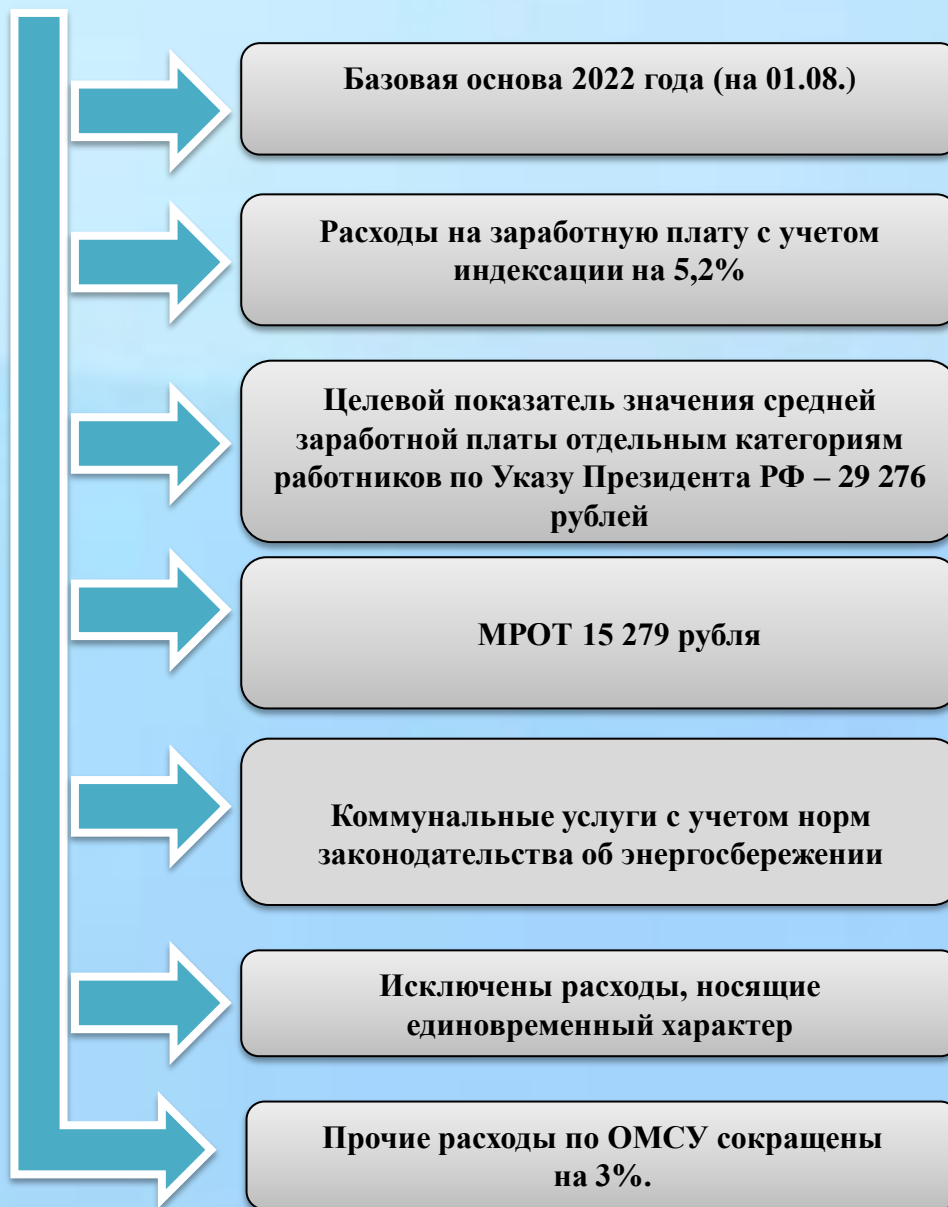 Базовая основа 2022 года (на 01.08.)
Расходы на заработную плату с учетом
индексации на 5,2%
Целевой показатель значения средней
заработной платы отдельным категориям
работников по Указу Президента РФ – 29 276
рублей
МРОТ 15 279 рубля
Коммунальные услуги с учетом норм
законодательства об энергосбережении
Исключены расходы, носящие
единовременный характер
Прочие расходы по ОМСУ сокращены
на 3%.